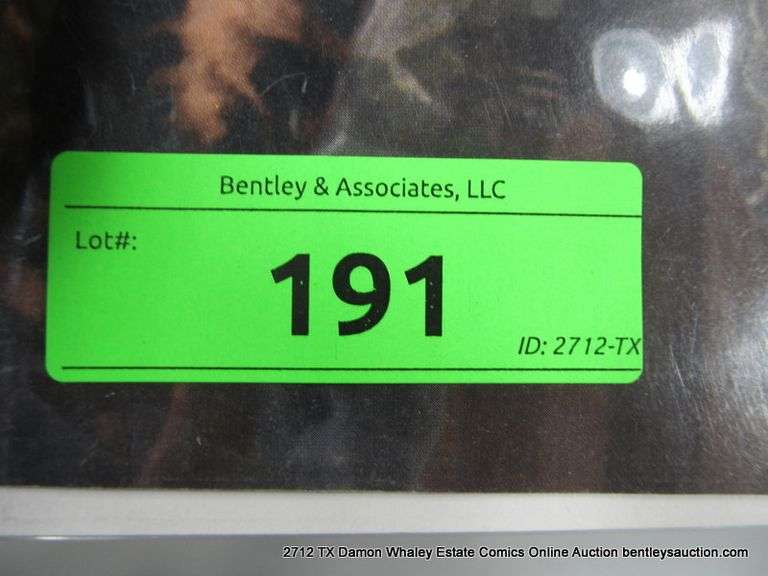 Bentley & Associates, LLC
Lot#:
191
ID: 2712-TX
2712 TX Damon Whaley Estate Comics Online Auction bentleysauction.com